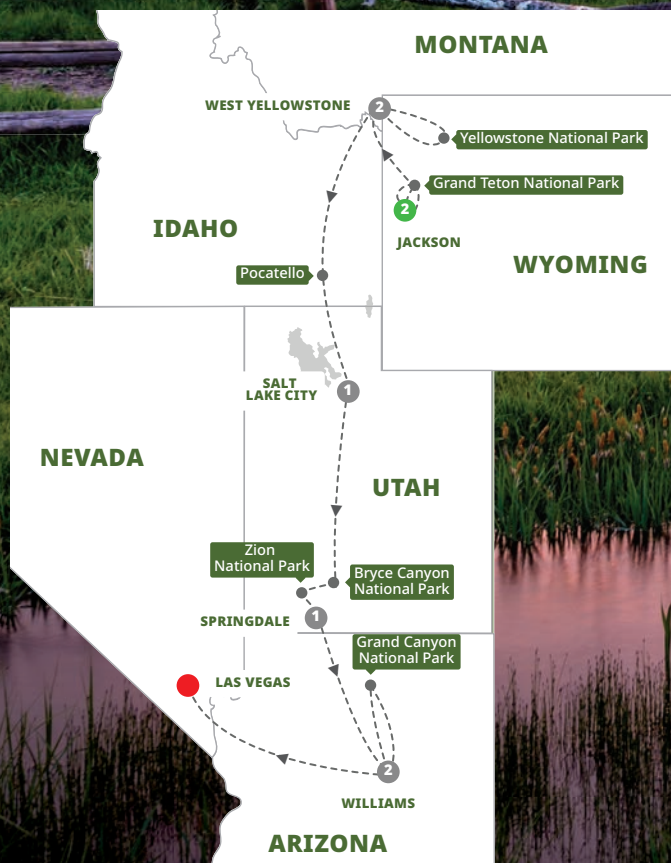 MONTANA
WEST YELLOWSTONE
2
Yellowstone National Park
Grand Teton National Park
2
JACKSON
IDAHO
WYOMING
Pocatello
SALT
LAKE CITY
1
NEVADA
UTAH
Zion
National Park
Bryce Canyon
National Park
SPRINGDALE
1
Grand Canyon
National Park
LAS VEGAS
2
WILLIAMS
ARIZONA